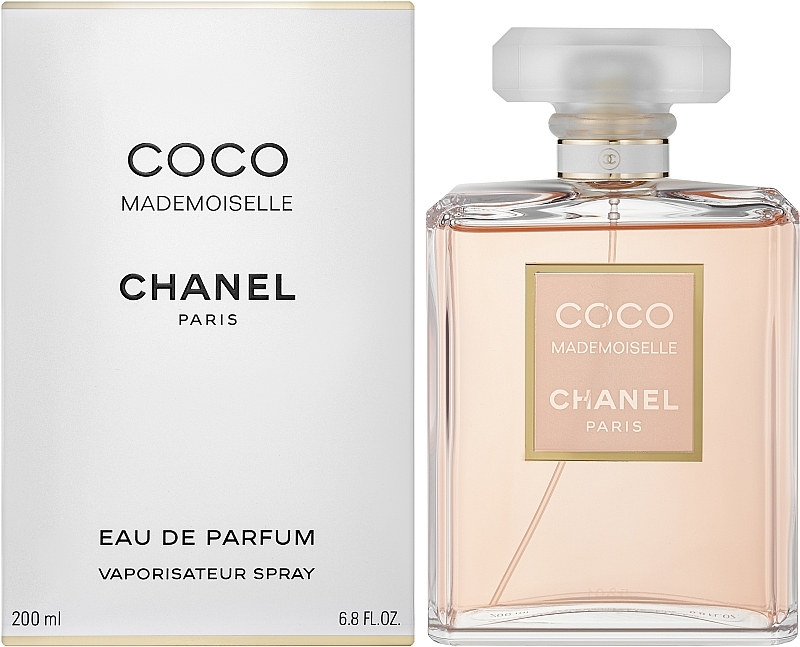 COCO
MADEMOISELLE
CHANEL
PARIS
EAU DE PARFUM
VAPORISATEUR SPRAY
200 ml 6.8 FL.OZ.
COCO
MADEMOISELLE
CHANEL
PARIS